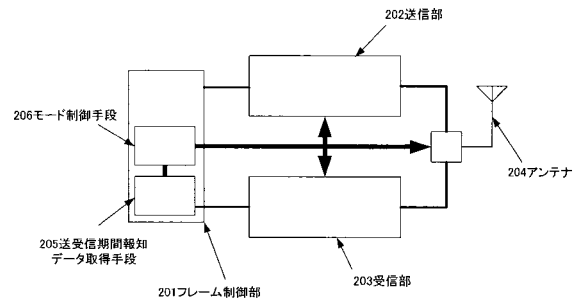 202送信部
206モード制御手段
204アンテナ
205送受信期間報知
データ取得手段
201フレーム制御部
203受信部